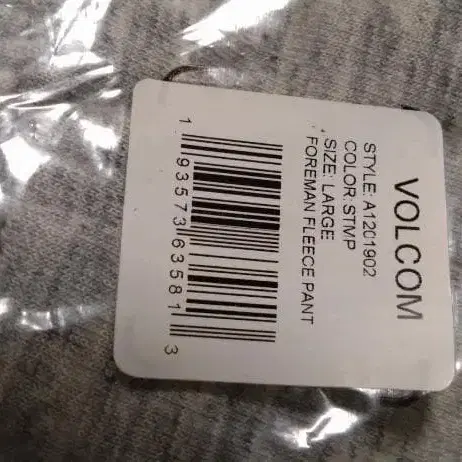 VOLCOM
STYLE: A1201902
COLOR:STMP
SIZE: LARGE
FOREMAN FLEECE PANT
1 93573 63581 3